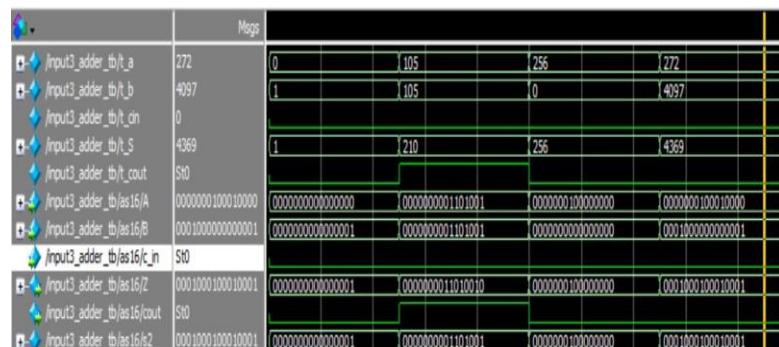 Msgs
/input3_adder_tb/t_a 272 0 105 256 272
/input3_adder_tb/t_b 4097 1 105 0 4097
/input3_adder_tb/t_cin 0
/input3_adder_tb/t_S 4369 1 210 256 4369
/input3_adder_tb/t_cout St0
/input3_adder_tb/as16/A 0000000100010000 0000000000000000 0000000001101001 0000000100000000 0000000100010000
/input3_adder_tb/as16/B 0001000000000001 0000000000000001 0000000001101001 0000000000000000 0001000000000001
/input3_adder_tb/as16/c_in St0
/input3_adder_tb/as16/Z 0001000100010001 0000000000000001 0000000011010010 0000000100000000 0001000100010001
/input3_adder_tb/as16/cout St0
/input3_adder_tb/as16/s2 0001000100010001 0000000000000001 0000000001101001 0000000100000000 0001000100010001